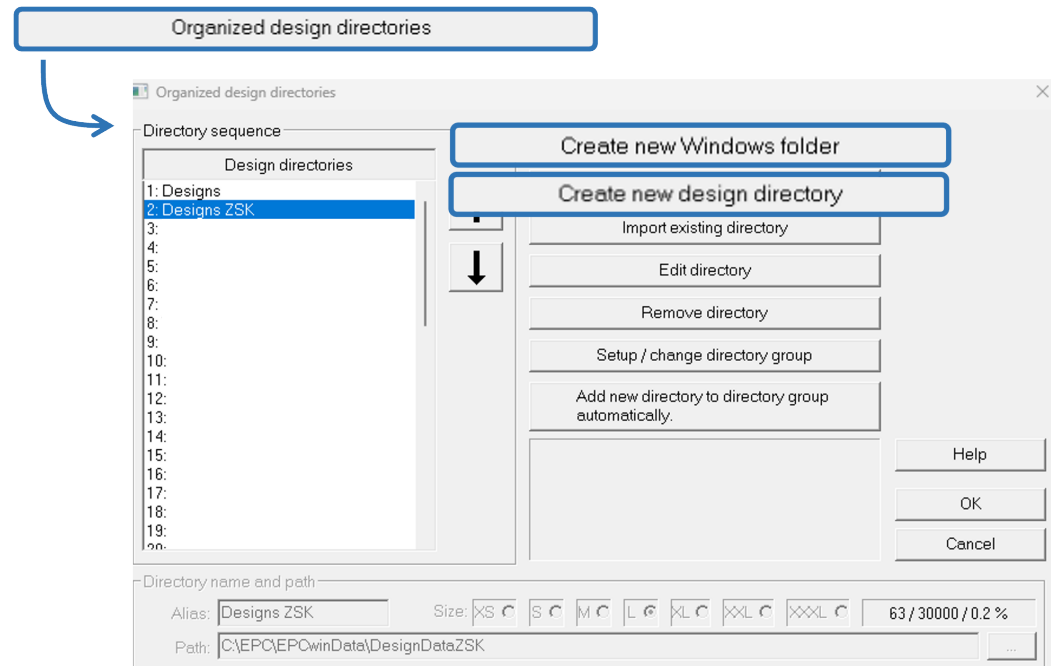 Organized design directories
Organized design directories
Directory sequence
Design directories
1: Designs
2: Designs ZSK
3:
4:
5:
6:
7:
8:
9:
10:
11:
12:
13:
14:
15:
16:
17:
18:
19:
20:
Create new Windows folder
Create new design directory
Import existing directory
Edit directory
Remove directory
Setup / change directory group
Add new directory to directory group
automatically.
Help
OK
Cancel
Directory name and path
Alias: Designs ZSK Size: XS S M L XL XXL XXXL 63 / 30000 / 0.2 %
Path: C:\EPC\EPCwinData\DesignDataZSK ...